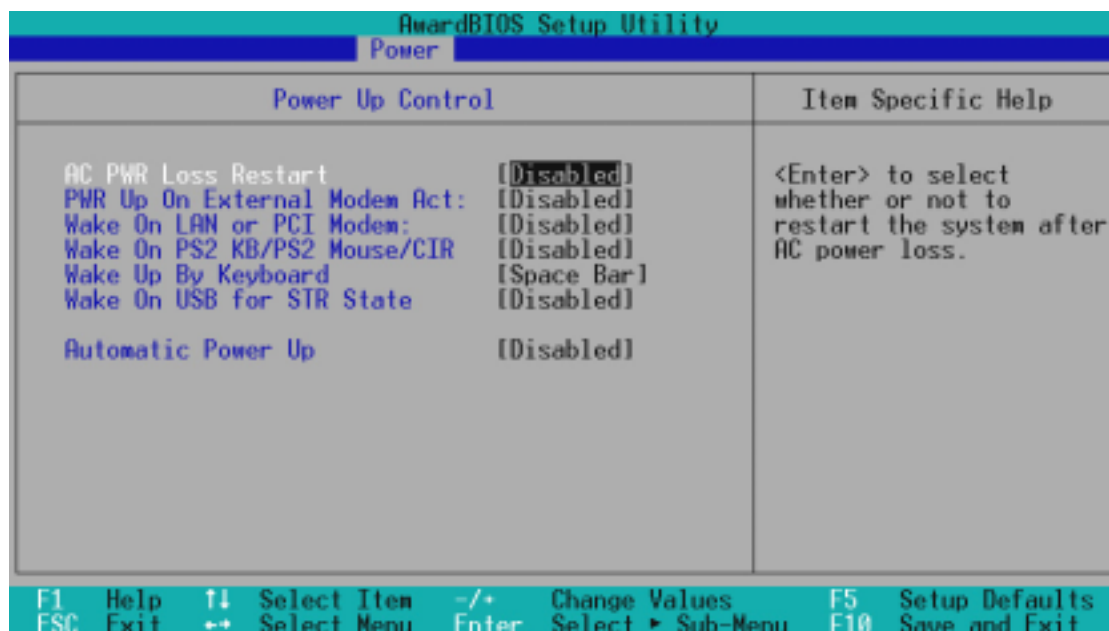 AwardBIOS Setup Utility
Power
Power Up Control
Item Specific Help
AC PWR Loss Restart [Disabled]
PWR Up On External Modem Act: [Disabled]
Wake On LAN or PCI Modem: [Disabled]
Wake On PS2 KB/PS2 Mouse/CIR [Disabled]
Wake Up By Keyboard [Space Bar]
Wake On USB for STR State [Disabled]
Automatic Power Up [Disabled]
<Enter> to select
whether or not to
restart the system after
AC power loss.
F1 Help ↑↓ Select Item -/+ Change Values F5 Setup Defaults
ESC Exit ←→ Select Menu Enter Select ► Sub-Menu F10 Save and Exit